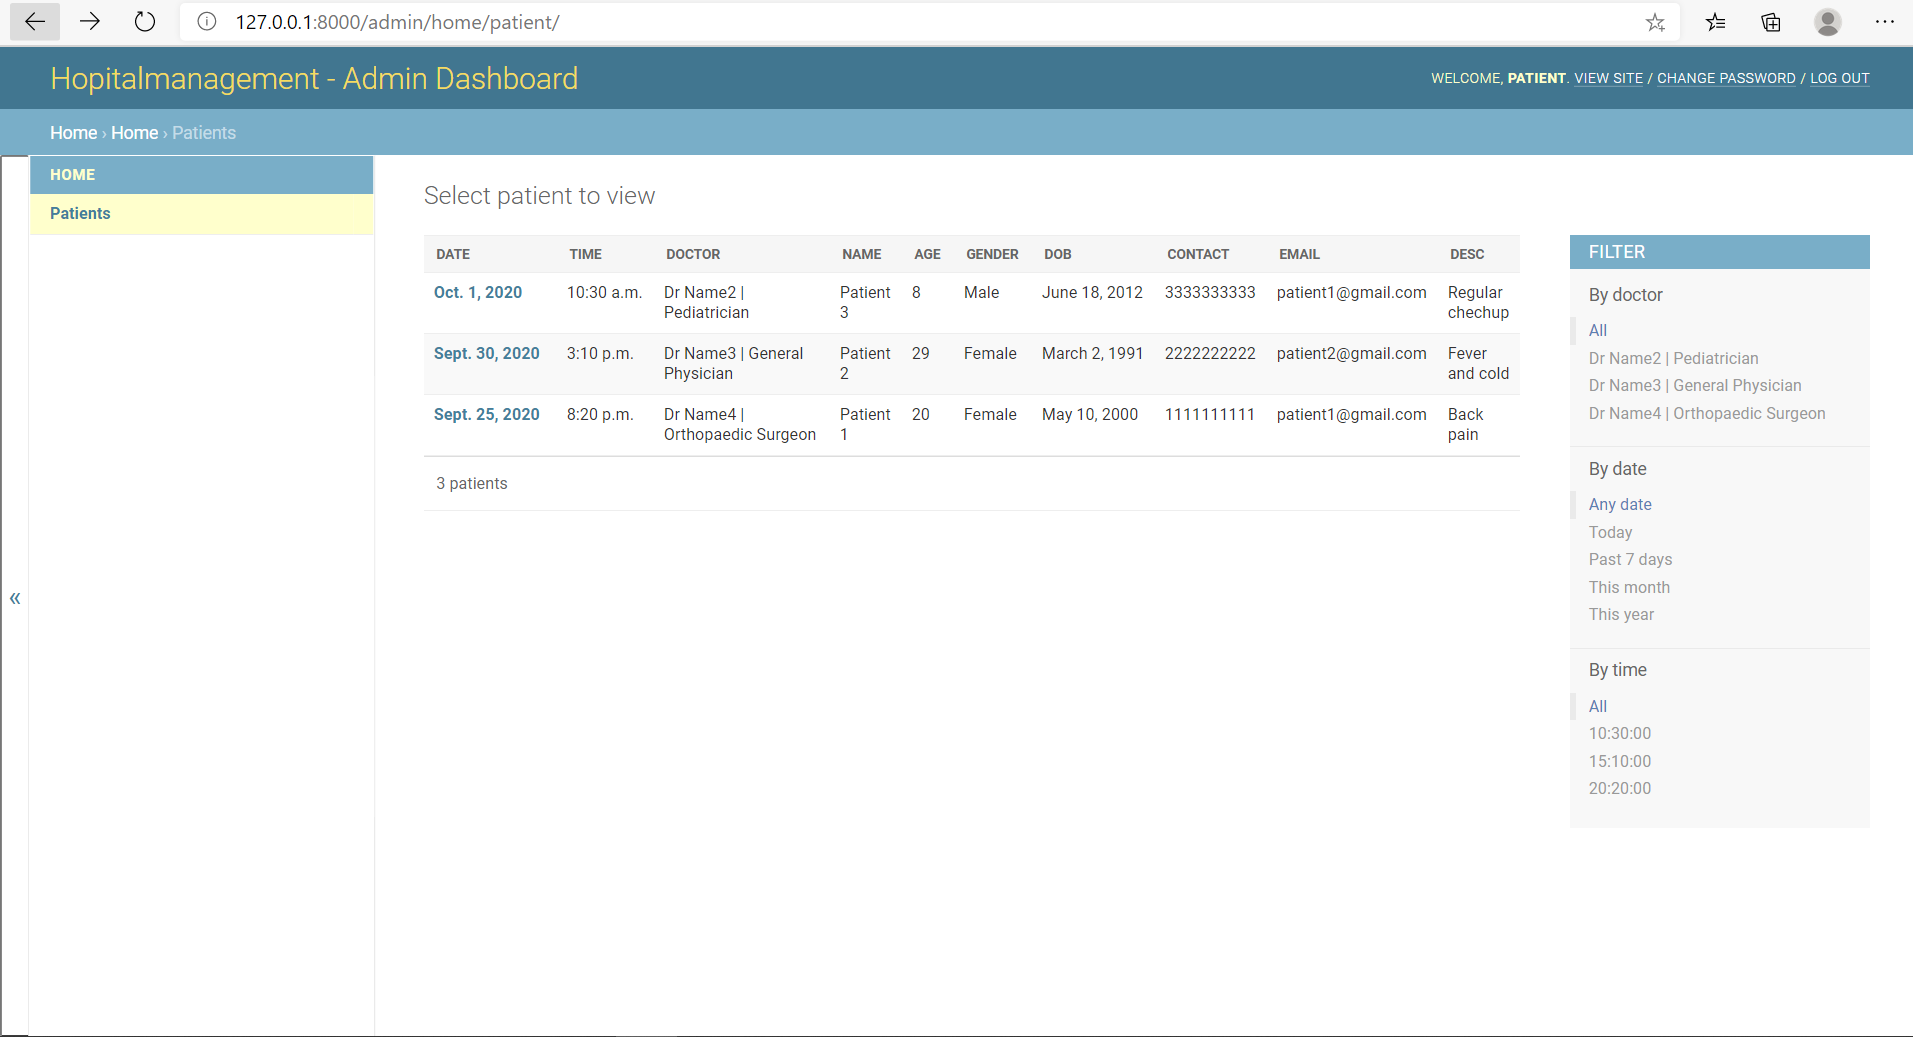 127.0.0.1:8000/admin/home/patient/
Hopitalmanagement - Admin Dashboard
WELCOME, PATIENT. VIEW SITE / CHANGE PASSWORD / LOG OUT
Home › Home › Patients
HOME
Patients
«
Select patient to view
DATE TIME DOCTOR NAME AGE GENDER DOB CONTACT EMAIL DESC
Oct. 1, 2020 10:30 a.m. Dr Name2 | Patient 8 Male June 18, 2012 3333333333 patient1@gmail.com Regular
Pediatrician 3 chechup
Sept. 30, 2020 3:10 p.m. Dr Name3 | General Patient 29 Female March 2, 1991 2222222222 patient2@gmail.com Fever
Physician 2 and cold
Sept. 25, 2020 8:20 p.m. Dr Name4 | Patient 20 Female May 10, 2000 1111111111 patient1@gmail.com Back
Orthopaedic Surgeon 1 pain
3 patients
FILTER
By doctor
All
Dr Name2 | Pediatrician
Dr Name3 | General Physician
Dr Name4 | Orthopaedic Surgeon
By date
Any date
Today
Past 7 days
This month
This year
By time
All
10:30:00
15:10:00
20:20:00